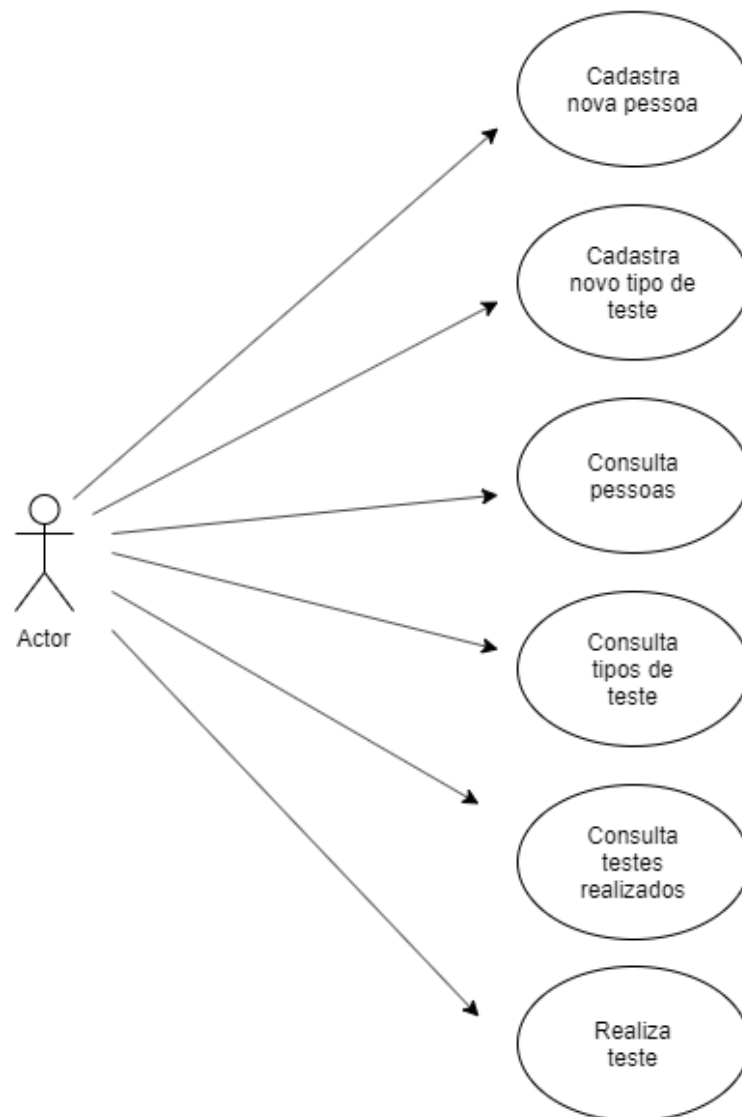 Cadastra
nova pessoa
Cadastra
novo tipo de
teste
Consulta
pessoas
Actor
Consulta
tipos de
teste
Consulta
testes
realizados
Realiza
teste